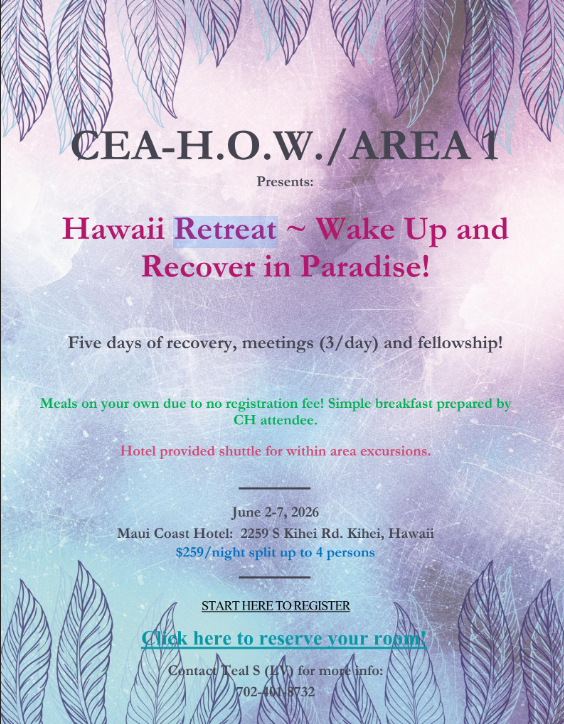 CEA-H.O.W./AREA 1
Presents:
Hawaii Retreat ~ Wake Up and
Recover in Paradise!
Five days of recovery, meetings (3/day) and fellowship!
Meals on your own due to no registration fee! Simple breakfast prepared by
CH attendee.
Hotel provided shuttle for within area excursions.
June 2-7, 2026
Maui Coast Hotel: 2259 S Kihei Rd. Kihei, Hawaii
$259/night split up to 4 persons
START HERE TO REGISTER
Click here to reserve your room!
Contact Teal S (LV) for more info:
702-401-8732